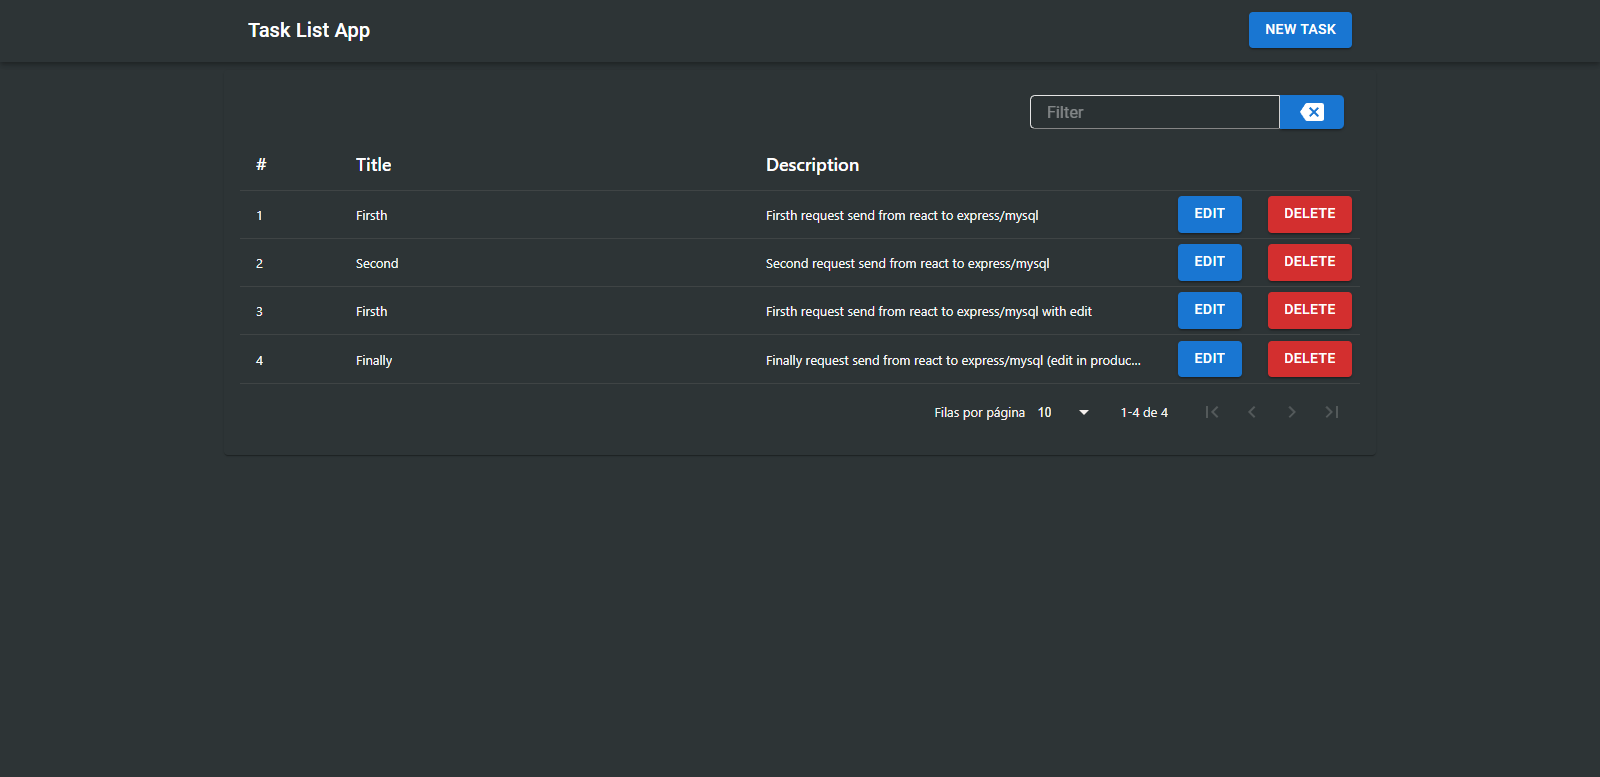 Task List App
NEW TASK
Filter
# Title Description
1 Firsth Firsth request send from react to express/mysql EDIT DELETE
2 Second Second request send from react to express/mysql EDIT DELETE
3 Firsth Firsth request send from react to express/mysql with edit EDIT DELETE
4 Finally Finally request send from react to express/mysql (edit in produc... EDIT DELETE
Filas por página 10 1-4 de 4